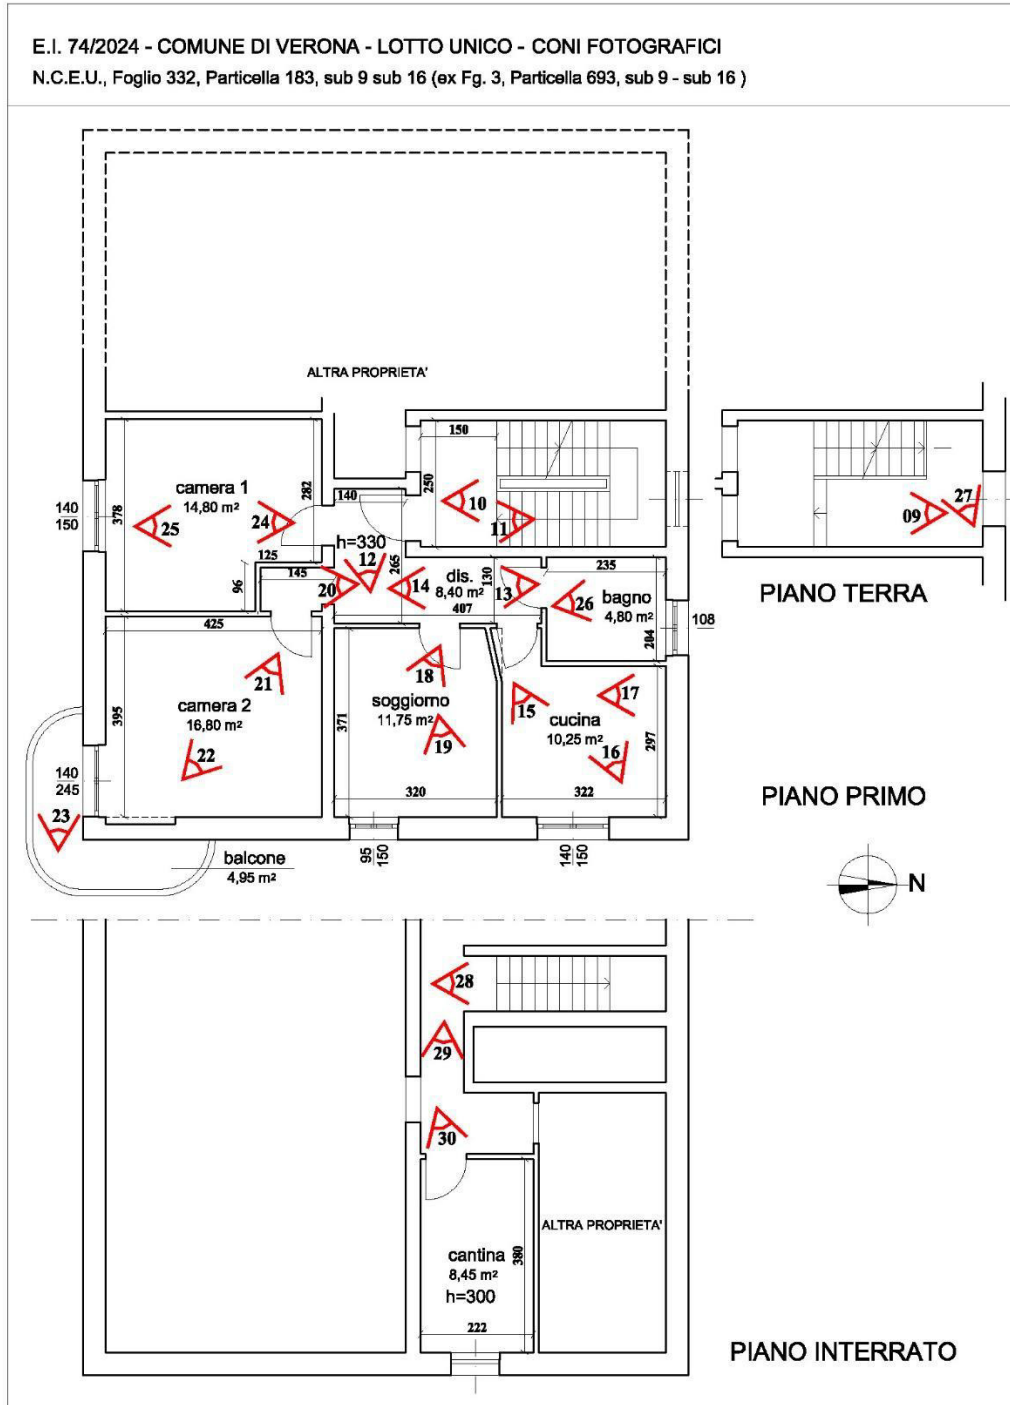 E.I. 74/2024 - COMUNE DI VERONA - LOTTO UNICO - CONI FOTOGRAFICI
N.C.E.U., Foglio 332, Particella 183, sub 9 sub 16 (ex Fg. 3, Particella 693, sub 9 - sub 16 )
ALTRA PROPRIETA'
150
250
10
11
27
09
PIANO TERRA
camera 1
14,80 m²
282
378
140
150
25
24
125
96
145
140
h=330
12
265
20
14
dis.
8,40 m²
130
407
13
235
bagno
4,80 m²
26
204
108
425
21
camera 2
16,80 m²
395
22
140
245
23
balcone
4,95 m²
18
soggiorno
11,75 m²
371
19
320
95
150
15
17
cucina
10,25 m²
16
297
322
140
150
PIANO PRIMO
N
28
29
30
cantina
8,45 m²
h=300
380
222
ALTRA PROPRIETA'
PIANO INTERRATO